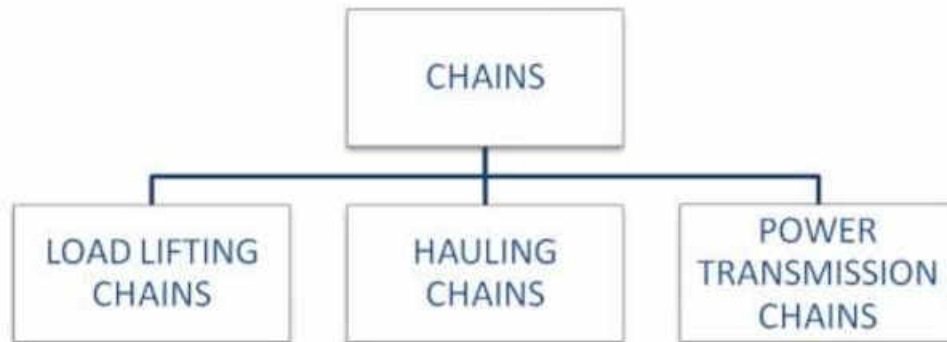 CHAINS
LOAD LIFTING
CHAINS
HAULING
CHAINS
POWER
TRANSMISSION
CHAINS